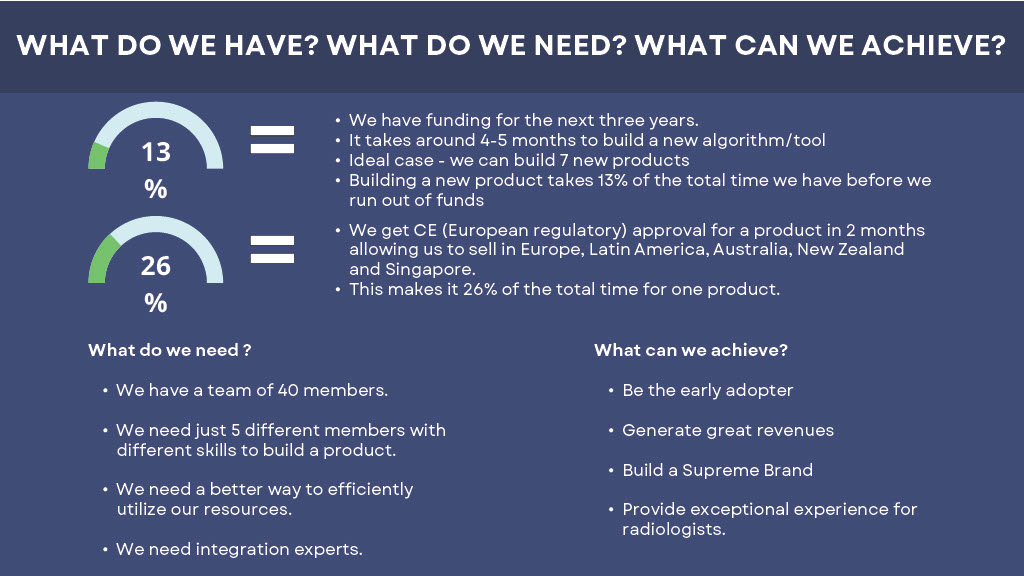 WHAT DO WE HAVE? WHAT DO WE NEED? WHAT CAN WE ACHIEVE?
13
%
• We have funding for the next three years.
• It takes around 4-5 months to build a new algorithm/tool
• Ideal case - we can build 7 new products
• Building a new product takes 13% of the total time we have before we
run out of funds
26
%
• We get CE (European regulatory) approval for a product in 2 months
allowing us to sell in Europe, Latin America, Australia, New Zealand
and Singapore.
• This makes it 26% of the total time for one product.
What do we need ?
• We have a team of 40 members.
• We need just 5 different members with
different skills to build a product.
• We need a better way to efficiently
utilize our resources.
• We need integration experts.
What can we achieve?
• Be the early adopter
• Generate great revenues
• Build a Supreme Brand
• Provide exceptional experience for
radiologists.